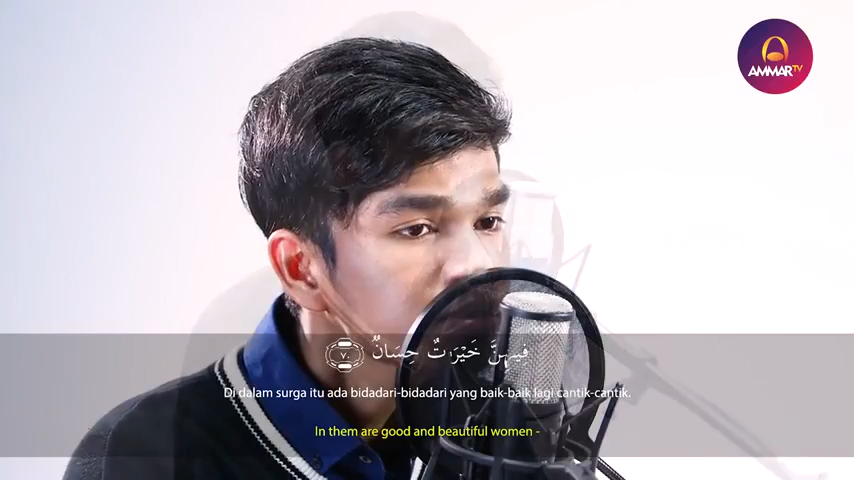 AMMARTV
فِيهِنَّ خَيْرَٰتٌ حِسَانٌ ٧٠
Di dalam surga itu ada bidadari-bidadari yang baik-baik lagi cantik-cantik.
In them are good and beautiful women -